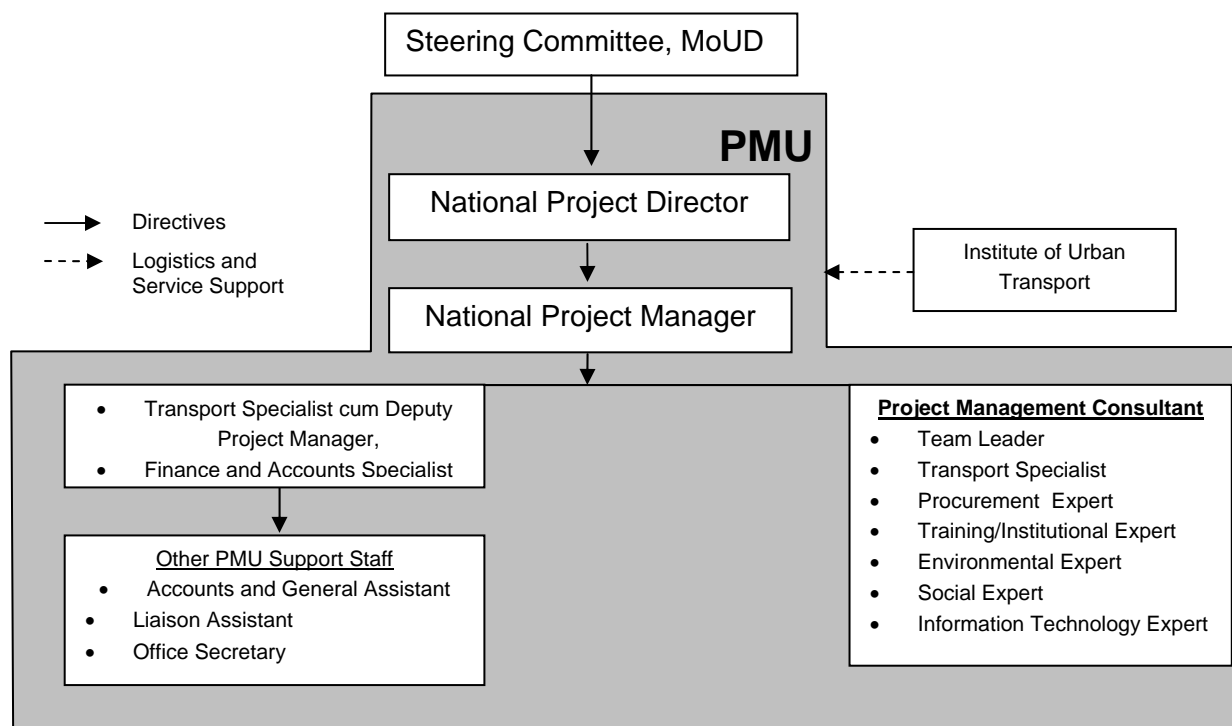 Steering Committee, MoUD
PMU
National Project Director
Directives
Logistics and
Service Support
Institute of Urban
Transport
National Project Manager
• Transport Specialist cum Deputy
Project Manager,
• Finance and Accounts Specialist
Other PMU Support Staff
• Accounts and General Assistant
• Liaison Assistant
• Office Secretary
Project Management Consultant
• Team Leader
• Transport Specialist
• Procurement Expert
• Training/Institutional Expert
• Environmental Expert
• Social Expert
• Information Technology Expert